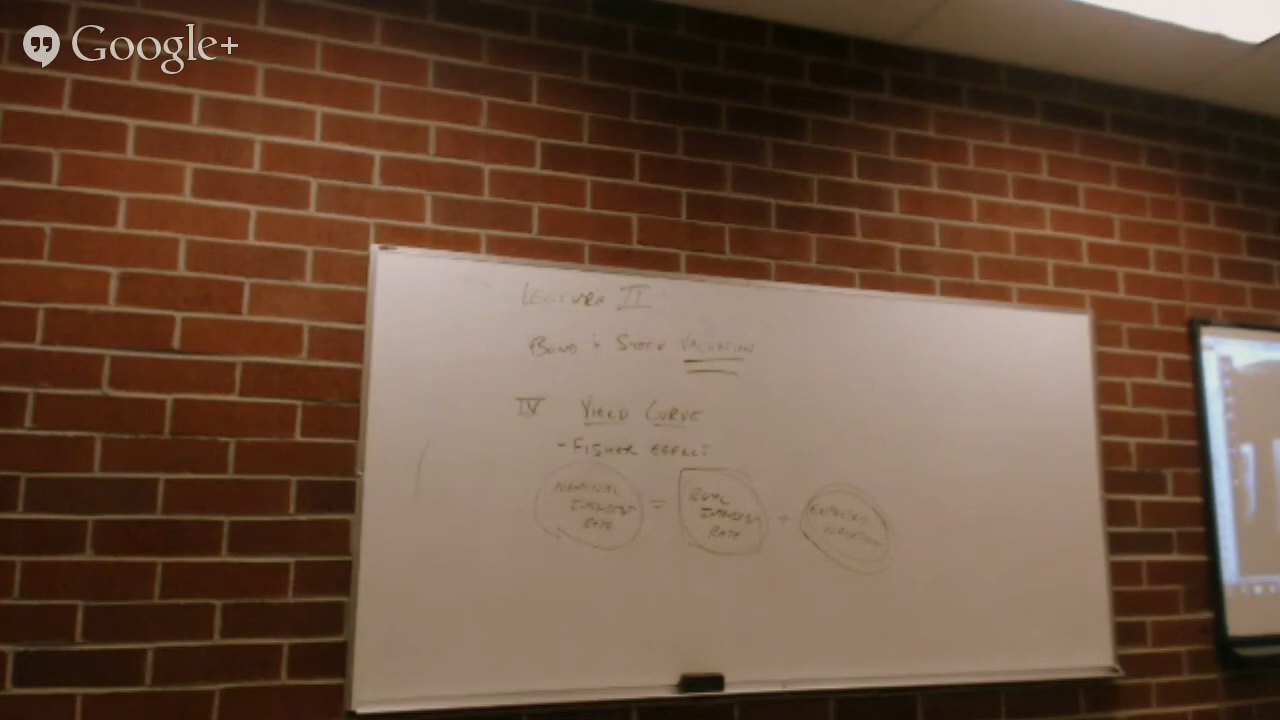 Google+
LECTURE II
BOND + STOCK VALUATION
IV YIELD CURVE
- FISHER EFFECT
NOMINAL INTEREST RATE = REAL INTEREST RATE + EXPECTED INFLATION